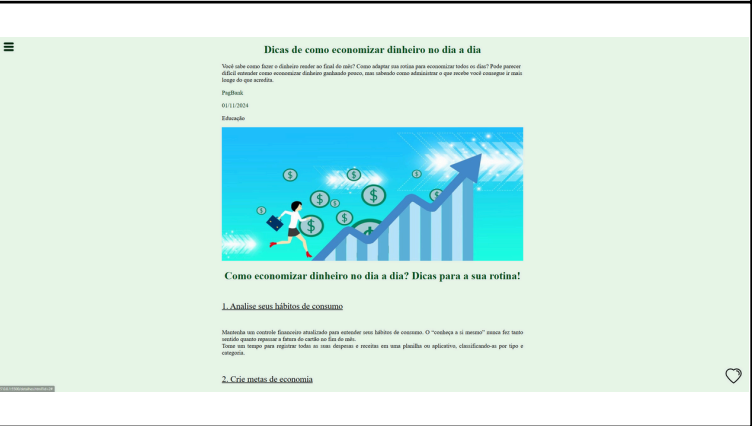 Dicas de como economizar dinheiro no dia a dia
Você sabe como fazer o dinheiro render ao final do mês? Como adaptar sua rotina para economizar todos os dias? Pode parecer
difícil entender como economizar dinheiro ganhando pouco, mas sabendo como administrar o que recebe você consegue ir mais
longe do que acredita.
PagBank
01/11/2024
Educação
Como economizar dinheiro no dia a dia? Dicas para a sua rotina!
1. Analise seus hábitos de consumo
Mantenha um controle financeiro atualizado para entender seus hábitos de consumo. O “conheça a si mesmo” nunca fez tanto
sentido quanto repassar a fatura do cartão no fim do mês.
Tome um tempo para registrar todas as suas despesas e receitas em uma planilha ou aplicativo, classificando-as por tipo e
categoria.
2. Crie metas de economia